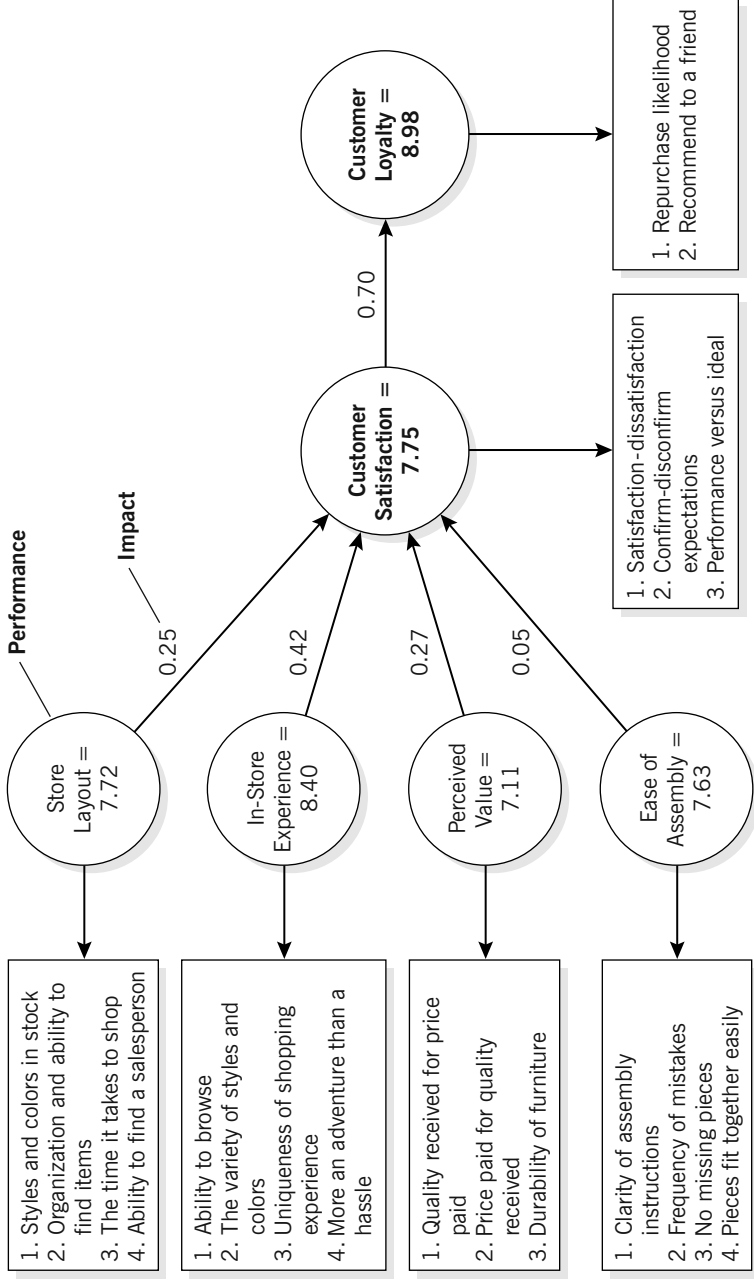 Performance
Impact
1. Styles and colors in stock
2. Organization and ability to
find items
3. The time it takes to shop
4. Ability to find a salesperson
Store
Layout =
7.72
0.25
1. Ability to browse
2. The variety of styles and
colors
3. Uniqueness of shopping
experience
4. More an adventure than a
hassle
In-Store
Experience =
8.40
0.42
1. Quality received for price
paid
2. Price paid for quality
received
3. Durability of furniture
Perceived
Value =
7.11
0.27
1. Clarity of assembly
instructions
2. Frequency of mistakes
3. No missing pieces
4. Pieces fit together easily
Ease of
Assembly =
7.63
0.05
Customer
Satisfaction =
7.75
0.70
Customer
Loyalty =
8.98
1. Satisfaction-dissatisfaction
2. Confirm-disconfirm
expectations
3. Performance versus ideal
1. Repurchase likelihood
2. Recommend to a friend